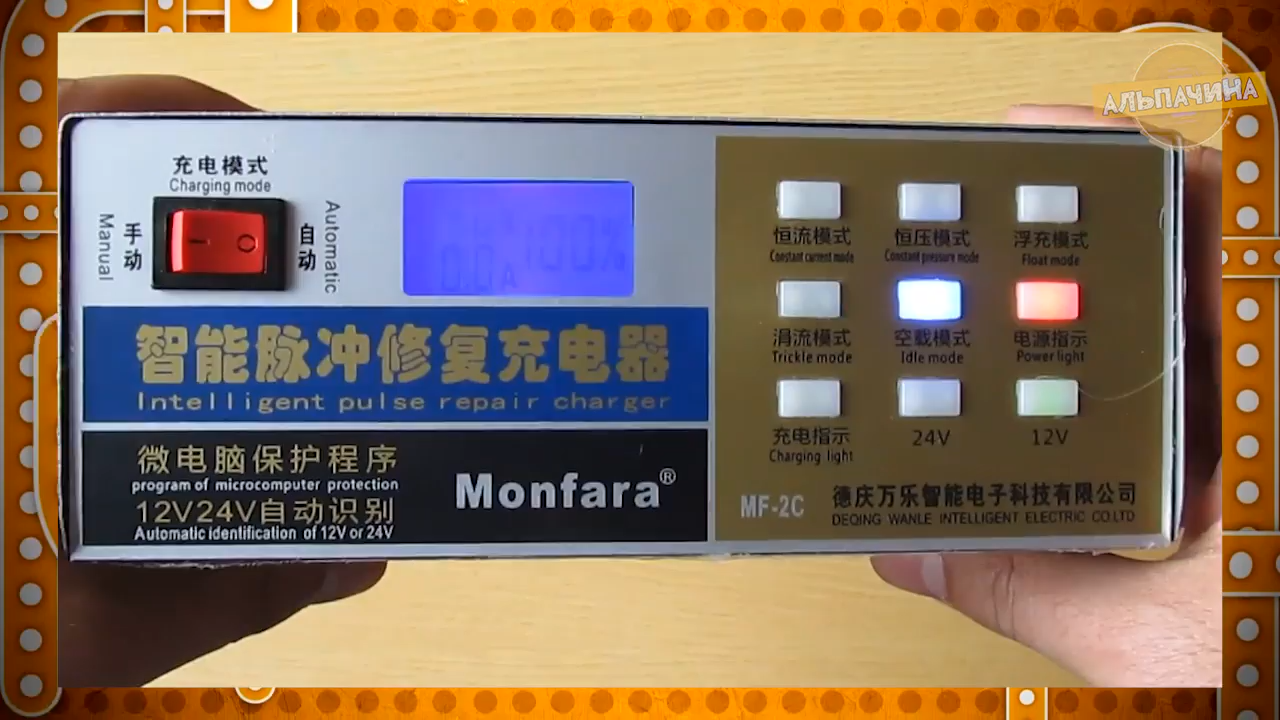 АЛЬПАЧИНА
充电模式
Charging mode
Manual
手动
自动
Automatic
100%
0.0A
恒流模式
Constant current mode
恒压模式
Constant pressure mode
浮充模式
Float mode
涓流模式
Trickle mode
空载模式
Idle mode
电源指示
Power light
充电指示
Charging light
24V
12V
智能脉冲修复充电器
Intelligent pulse repair charger
微电脑保护程序
program of microcomputer protection
12V24V自动识别
Automatic identification of 12V or 24V
Monfara®
MF-2C
德庆万乐智能电子科技有限公司
DEQING WANLE INTELLIGENT ELECTRIC CO.LTD